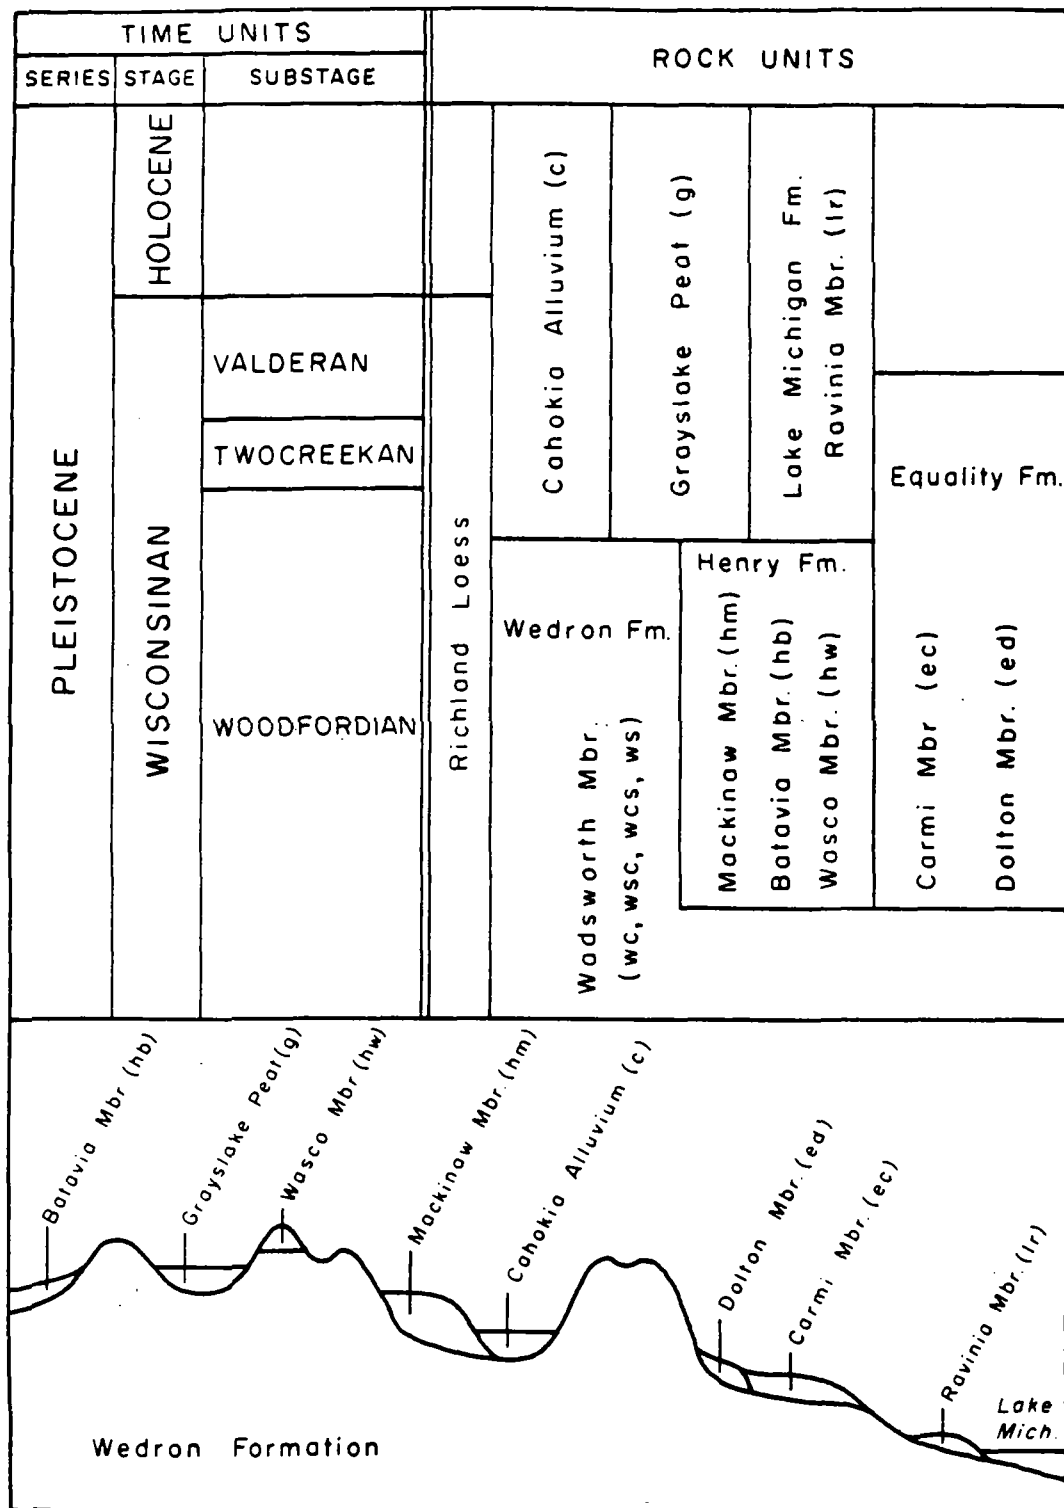 TIME UNITS
ROCK UNITS
SERIES
STAGE
SUBSTAGE
PLEISTOCENE
HOLOCENE
WISCONSINAN
VALDERAN
TWOCREEKAN
WOODFORDIAN
Richland Loess
Cahokia Alluvium (c)
Grayslake Peat (g)
Lake Michigan Fm.
Ravinia Mbr. (lr)
Equality Fm.
Wedron Fm.
Wadsworth Mbr.
(wc, wsc, wcs, ws)
Henry Fm.
Mackinaw Mbr. (hm)
Batavia Mbr. (hb)
Wasco Mbr. (hw)
Carmi Mbr (ec)
Dolton Mbr. (ed)
Batavia Mbr (hb)
Grayslake Peat (g)
Wasco Mbr (hw)
Mackinaw Mbr. (hm)
Cahokia Alluvium (c)
Dolton Mbr. (ed)
Carmi Mbr. (ec)
Ravinia Mbr. (lr)
Lake
Mich.
Wedron Formation